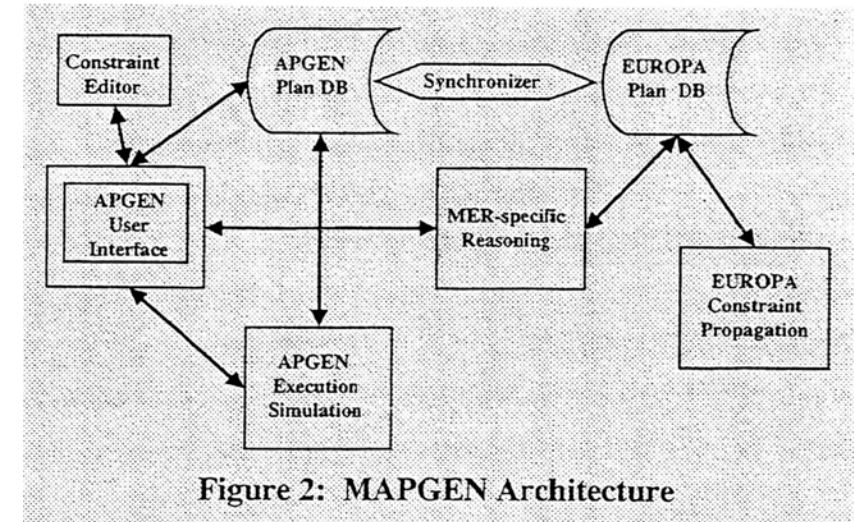 Constraint
Editor
APGEN
Plan DB
Synchronizer
EUROPA
Plan DB
APGEN
User
Interface
MER-specific
Reasoning
EUROPA
Constraint
Propagation
APGEN
Execution
Simulation
Figure 2: MAPGEN Architecture